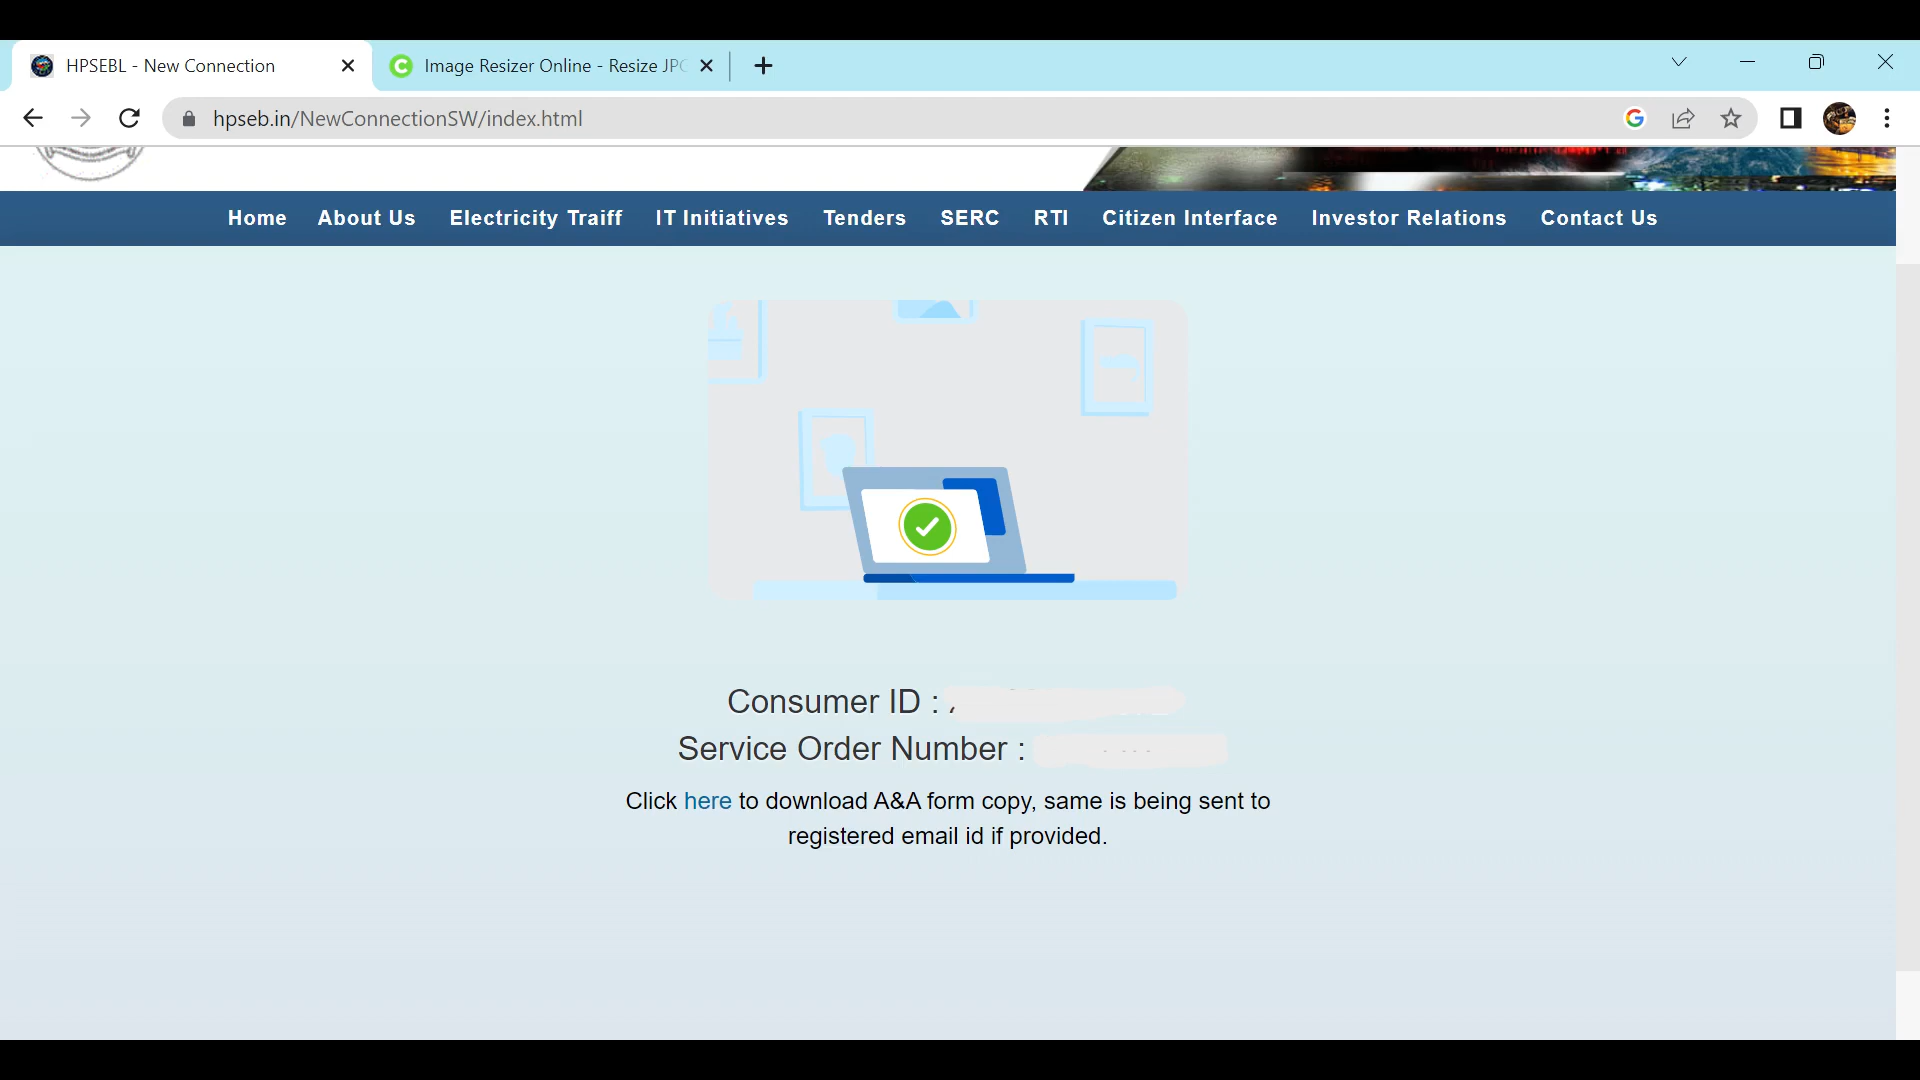 HPSEBL - New Connection
Image Resizer Online - Resize JPG
hpseb.in/NewConnectionSW/index.html
Home About Us Electricity Traiff IT Initiatives Tenders SERC RTI Citizen Interface Investor Relations Contact Us
Consumer ID :
Service Order Number :
Click here to download A&A form copy, same is being sent to
registered email id if provided.